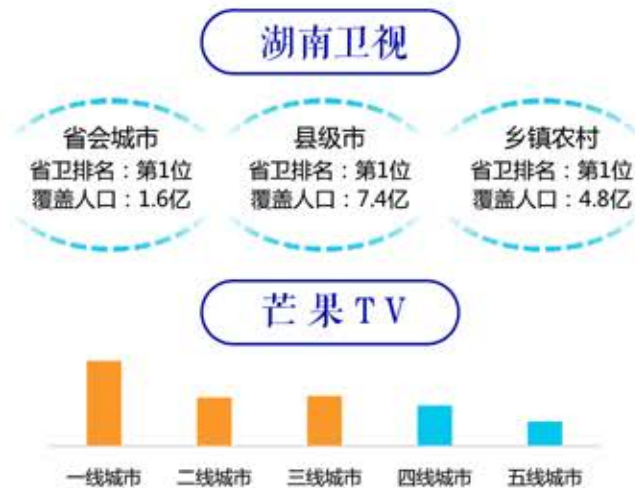 湖南卫视
省会城市
省卫排名：第1位
覆盖人口：1.6亿
县级市
省卫排名：第1位
覆盖人口：7.4亿
乡镇农村
省卫排名：第1位
覆盖人口：4.8亿
芒果TV
一线城市
二线城市
三线城市
四线城市
五线城市